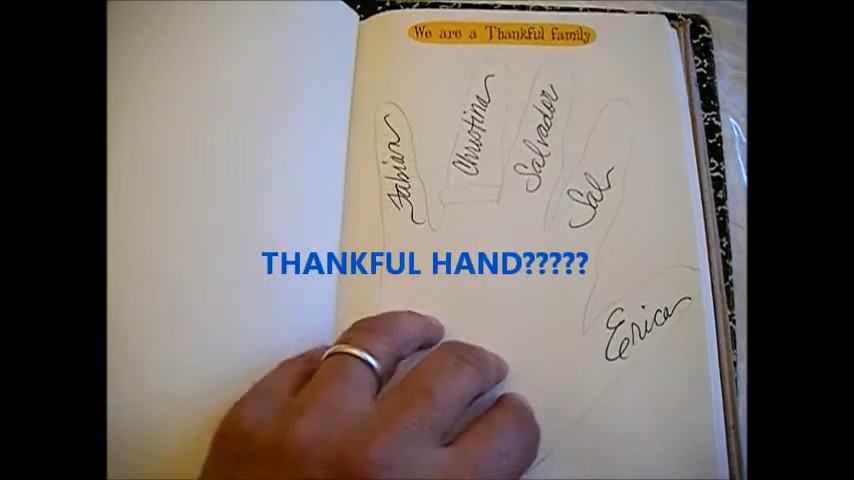 We are a Thankful family
Fabian
Christina
Salvador
Sal
Erica
THANKFUL HAND?????